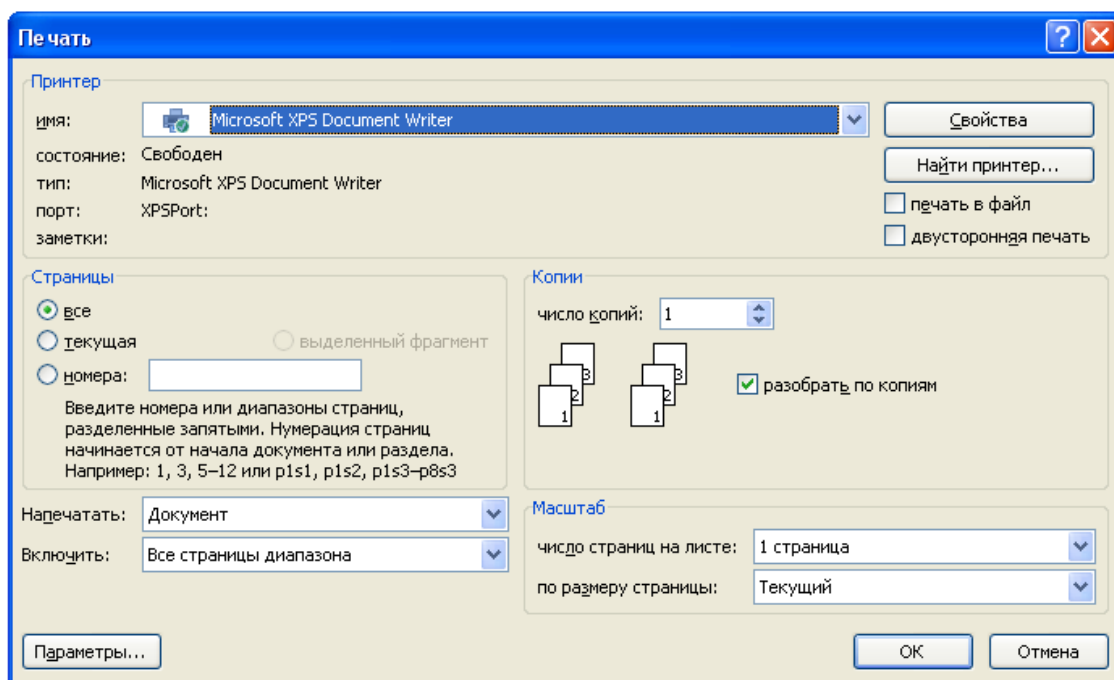 Печать
Принтер
имя: Microsoft XPS Document Writer
Свойства
состояние: Свободен
Найти принтер...
тип: Microsoft XPS Document Writer
порт: XPSPort:
печать в файл
заметки:
двусторонняя печать
Страницы
все
текущая выделенный фрагмент
номера:
Введите номера или диапазоны страниц,
разделенные запятыми. Нумерация страниц
начинается от начала документа или раздела.
Например: 1, 3, 5–12 или p1s1, p1s2, p1s3–p8s3
Копии
число копий: 1
3 3
2 2
1 1
разобрать по копиям
Напечатать: Документ
Включить: Все страницы диапазона
Масштаб
число страниц на листе: 1 страница
по размеру страницы: Текущий
Параметры...
ОК
Отмена